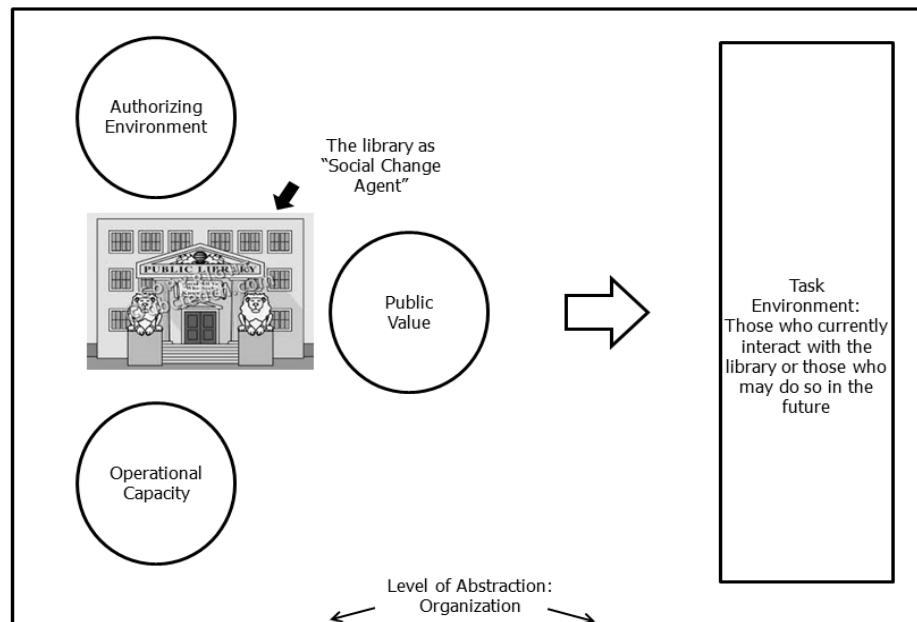 Authorizing
Environment
The library as
“Social Change
Agent”
PUBLIC LIBRARY
Public
Value
Task
Environment:
Those who currently
interact with the
library or those who
may do so in the
future
Operational
Capacity
Level of Abstraction:
Organization